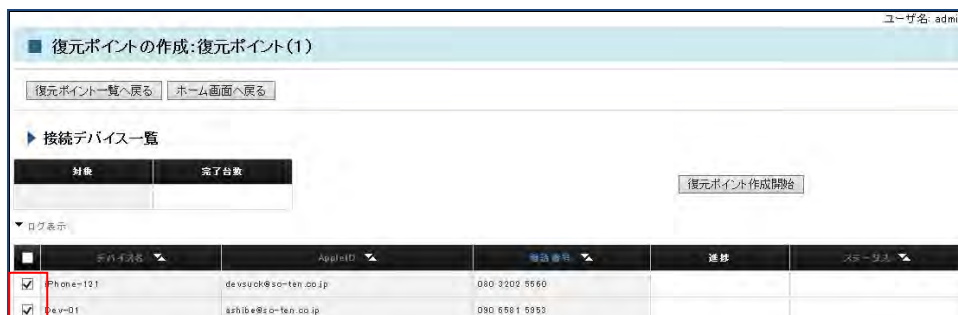 ユーザ名: admi
■ 復元ポイントの作成:復元ポイント(1)
復元ポイント一覧へ戻る ホーム画面へ戻る
▶ 接続デバイス一覧
対象 完了台数
復元ポイント作成開始
▼ログ表示
デバイス名 AppleID 電話番号 進捗 ステータス
iPhone-121 devsuok@so-ten.co.jp 080 3202 5560
Dev-01 ashibe@so-ten.co.jp 090 6581 5953